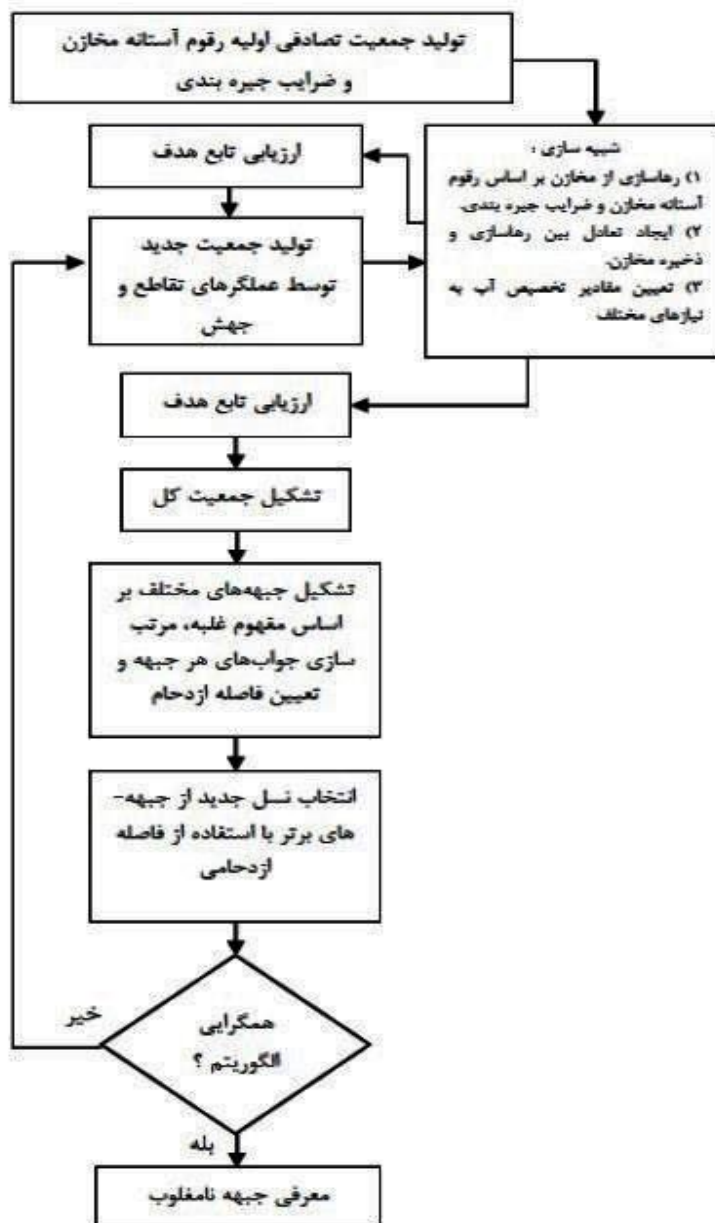 تولید جمعیت تصادفی اولیه رقوم آستانه مخازن
و ضرایب جیره بندی
شبیه سازی :
۱) رهاسازی از مخازن بر اساس رقوم
آستانه مخازن و ضرایب جیره بندی.
۲) ایجاد تعادل بین رهاسازی و
ذخیره مخازن.
۳) تعیین مقادیر تخصیص آب به
نیازهای مختلف
ارزیابی تابع هدف
تولید جمعیت جدید
توسط عملگرهای تقاطع و
جهش
ارزیابی تابع هدف
تشکیل جمعیت کل
تشکیل جبهه‌های مختلف بر
اساس مفهوم غلبه، مرتب
سازی جواب‌های هر جبهه و
تعیین فاصله ازدحام
انتخاب نسل جدید از جبهه-
های برتر با استفاده از فاصله
ازدحامی
همگرایی
الگوریتم ؟
خیر
بله
معرفی جبهه نامغلوب